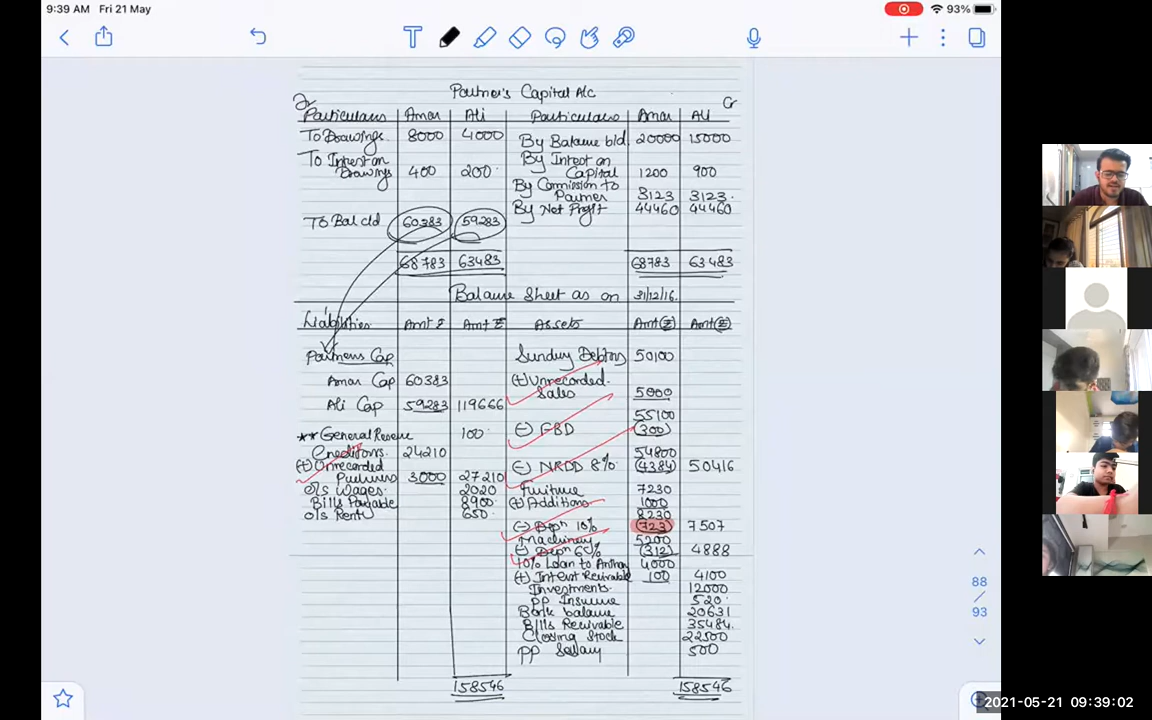 9:39 AM Fri 21 May
93%
Partner's Capital A/c
Dr
Cr
Particulars Amar Ali Particulars Amar Ali
To Drawings 8000 4000 By Balance b/d. 20000 15000
To Interest on Drawings 400 200 By Interest on Capital 1200 900
By Commission to Partner 3123 3123
By Net Profit 44460 44460
To Bal c/d 60383 59283
68783 63483 68783 63483
Balance Sheet as on 31/12/16.
Liabilities Amt ₹ Amt ₹ Assets Amt(₹) Amt(₹)
Partners Cap Sundry Debtors 50100
Amar Cap 60383 (+) Unrecorded Sales 5000
Ali Cap 59283 119666 55100
** General Reserve 100 (-) FBD (300)
Creditors 24210 54800
(+) Unrecorded Purchases 3000 27210 (-) NRDD 8% (4384) 50416
o/s Wages 2020 Furniture 7230
Bills Payable 8900 (+) Additions 1000
o/s Rent 650 8230
(-) Depn 10% (723) 7507
Machinery 5200
(-) Depn 6% (312) 4888
10% Loan to 4000
(+) Interest Receivable 100 4100
Investments 12000
PP Insurance 520
Bank balance 20631
Bills Receivable 35484
Closing Stock 22500
PP Salary 500
158546 158546
88
/
93
2021-05-21 09:39:02